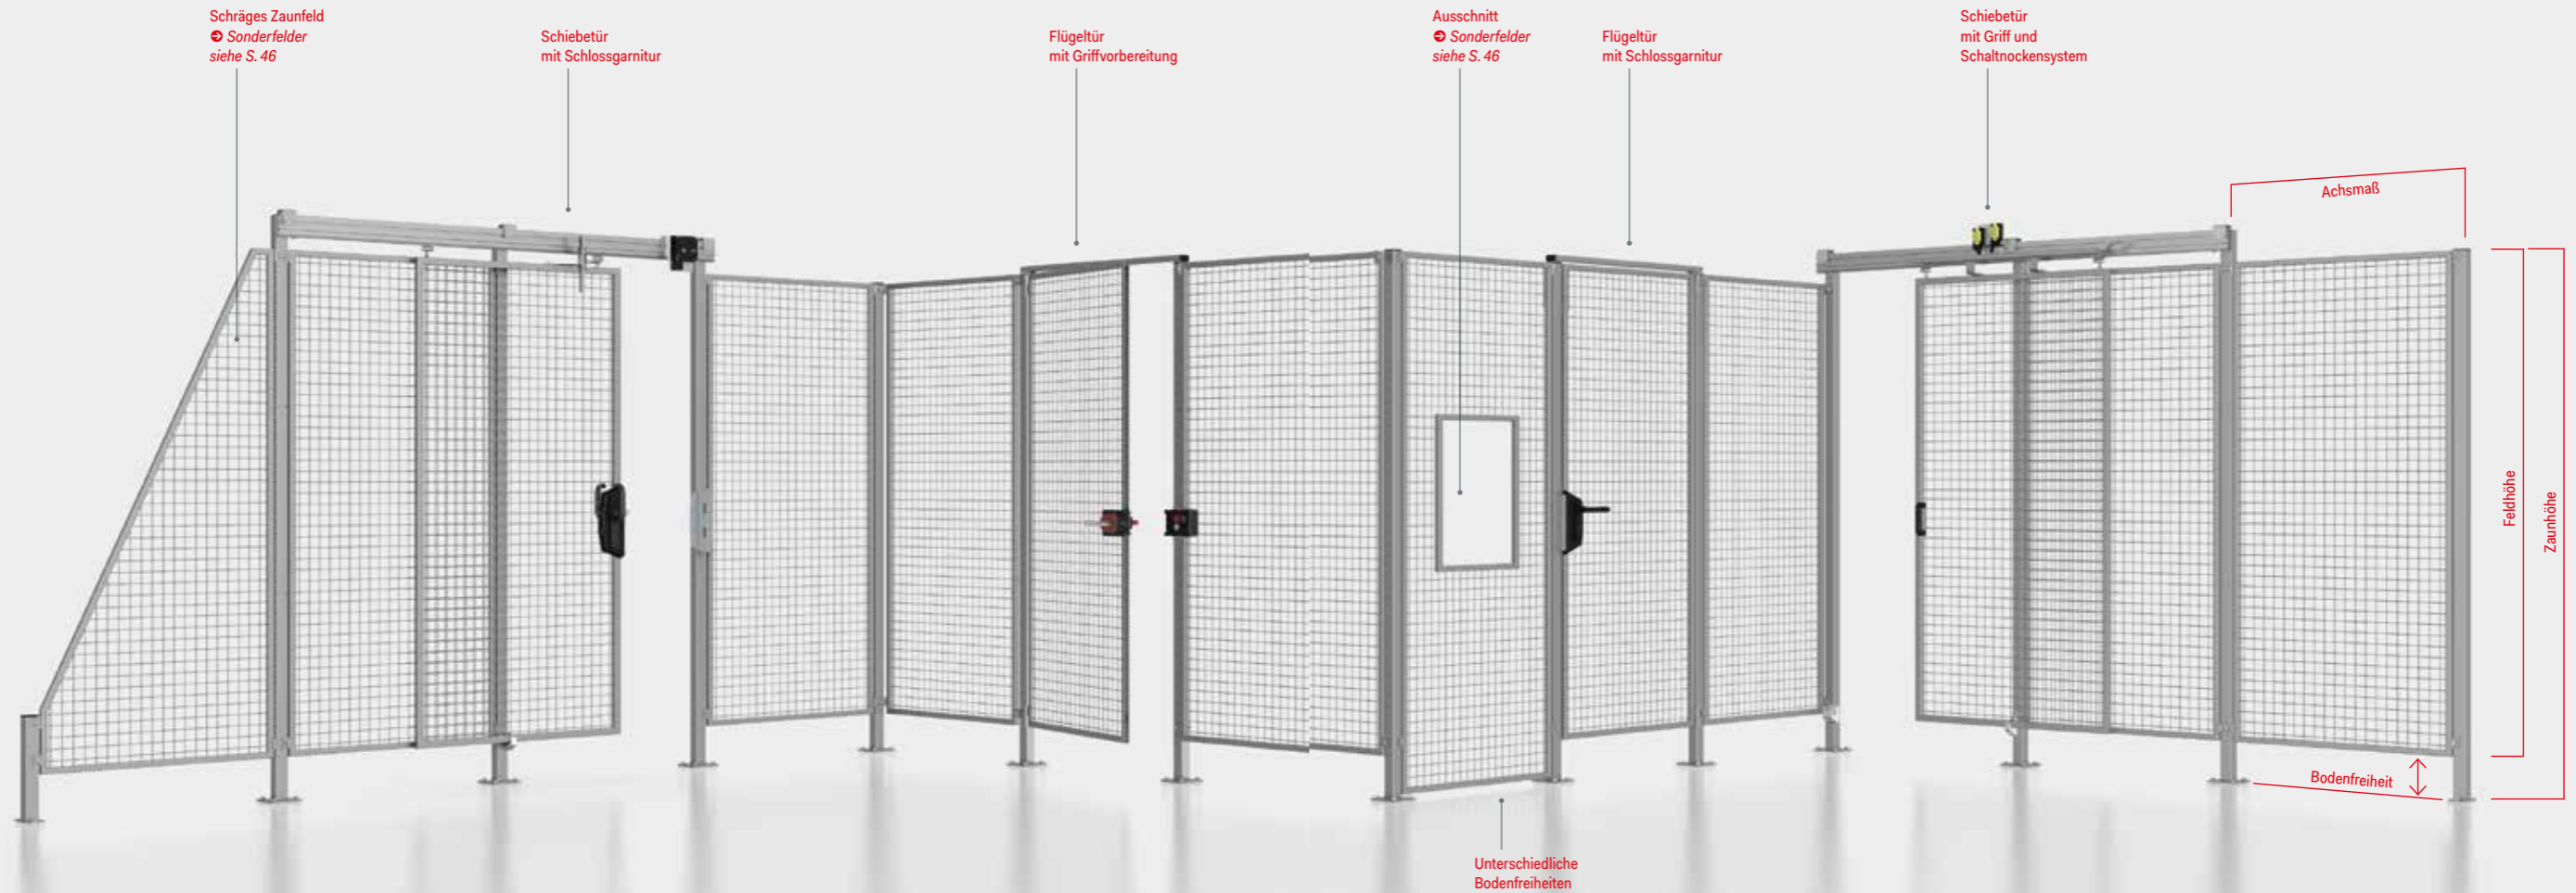 Schräges Zaunfeld
➲ Sonderfelder
siehe S. 46
Schiebetür
mit Schlossgarnitur
Flügeltür
mit Griffvorbereitung
Ausschnitt
➲ Sonderfelder
siehe S. 46
Flügeltür
mit Schlossgarnitur
Schiebetür
mit Griff und
Schaltnockensystem
Achsmaß
Feldhöhe
Zaunhöhe
Bodenfreiheit
Unterschiedliche
Bodenfreiheiten